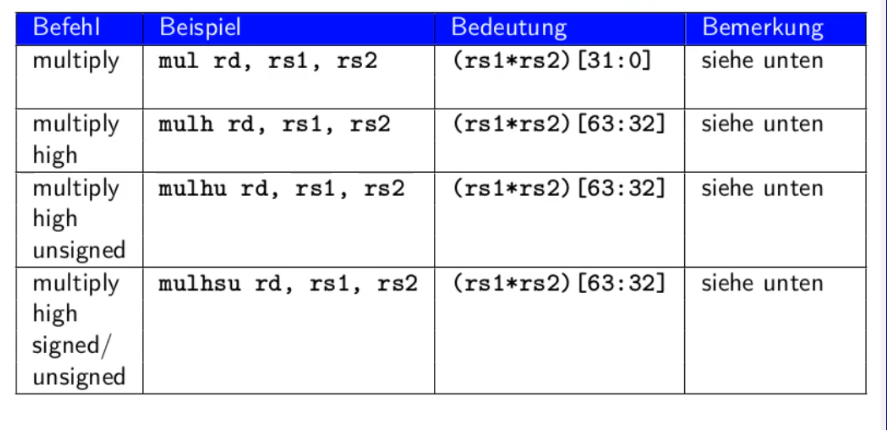 Befehl Beispiel Bedeutung Bemerkung
multiply mul rd, rs1, rs2 (rs1*rs2)[31:0] siehe unten
multiply mulh rd, rs1, rs2 (rs1*rs2)[63:32] siehe unten
high
multiply mulhu rd, rs1, rs2 (rs1*rs2)[63:32] siehe unten
high
unsigned
multiply mulhsu rd, rs1, rs2 (rs1*rs2)[63:32] siehe unten
high
signed/
unsigned